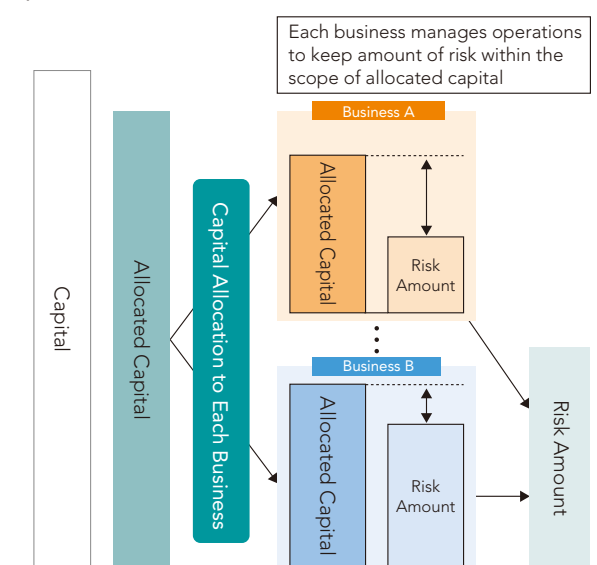 Each business manages operations
to keep amount of risk within the
scope of allocated capital
Capital
Allocated Capital
Capital Allocation to Each Business
Business A
Allocated Capital
Risk
Amount
Business B
Allocated Capital
Risk
Amount
Risk Amount